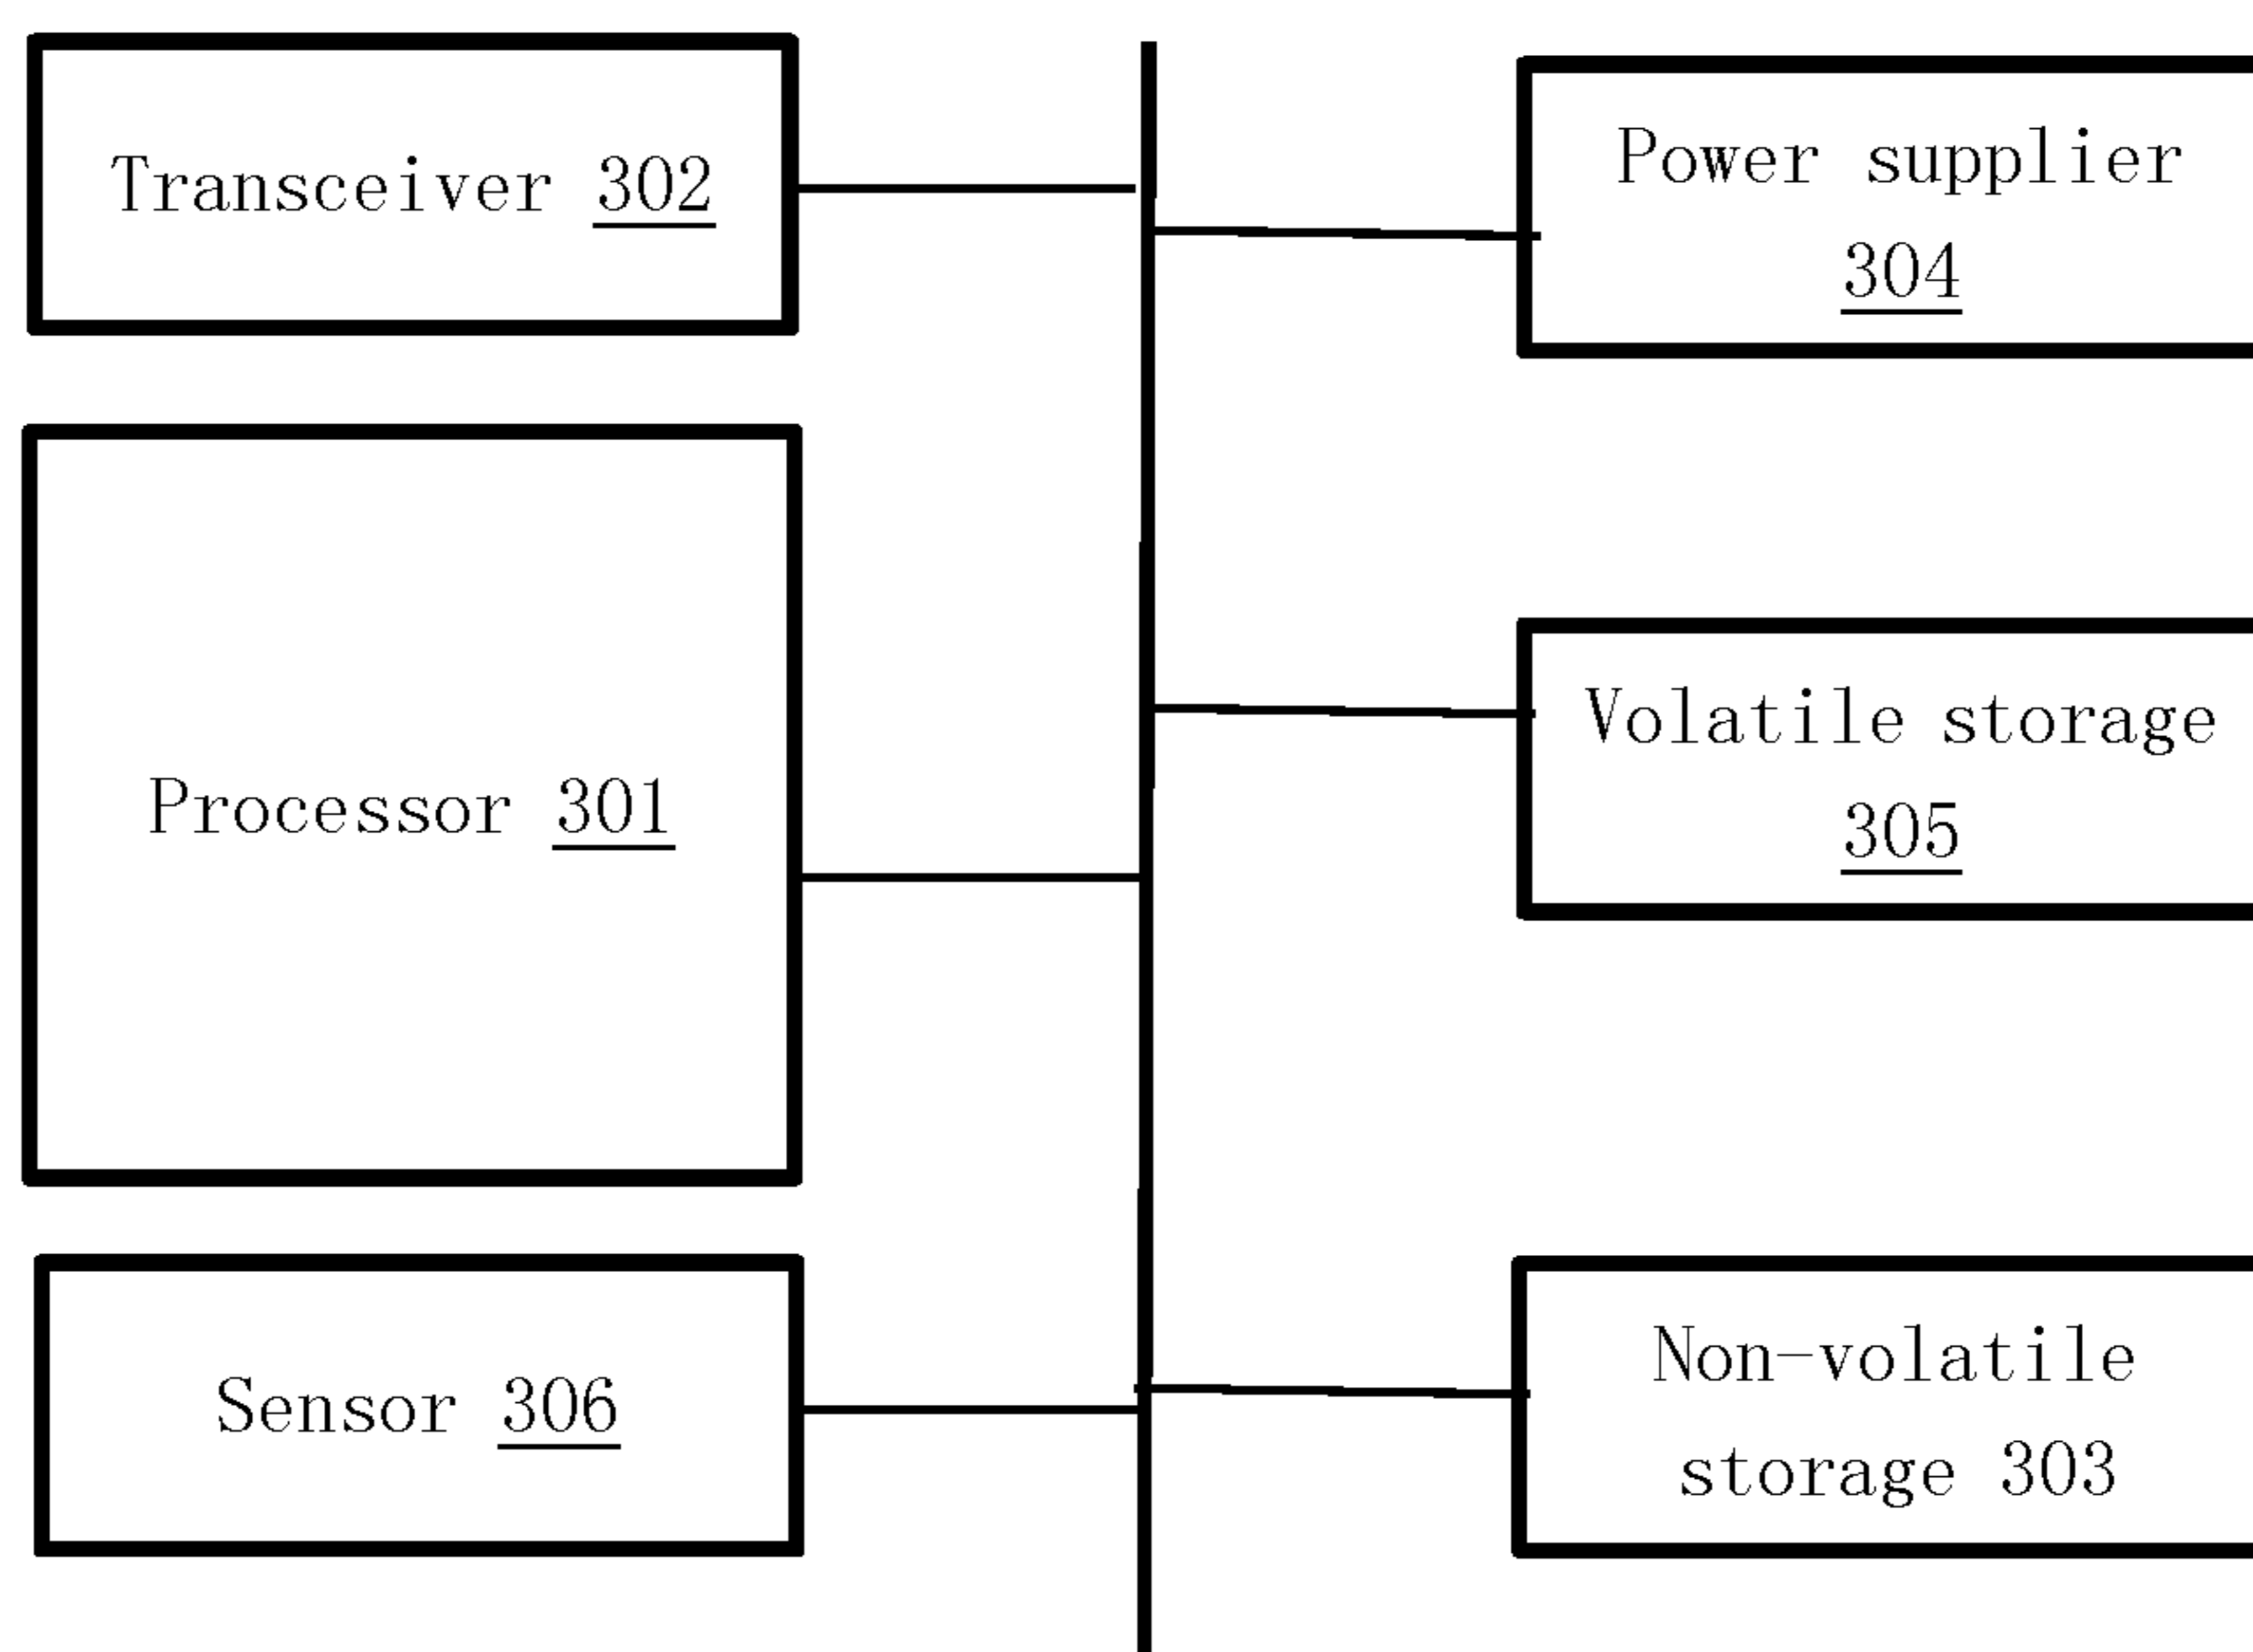 Transceiver 302
Power supplier
304
Processor 301
Volatile storage
305
Sensor 306
Non-volatile
storage 303